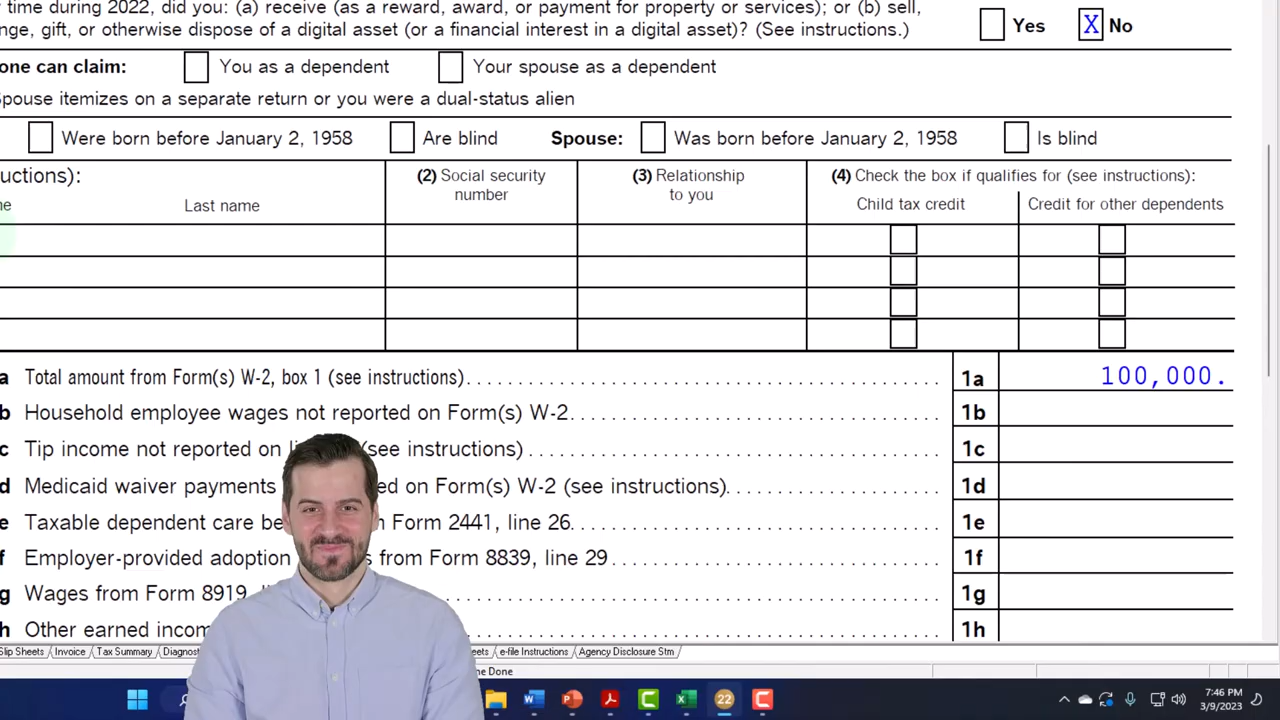 time during 2022, did you: (a) receive (as a reward, award, or payment for property or services); or (b) sell,
nge, gift, or otherwise dispose of a digital asset (or a financial interest in a digital asset)? (See instructions.) Yes X No
one can claim: You as a dependent Your spouse as a dependent
Spouse itemizes on a separate return or you were a dual-status alien
Were born before January 2, 1958 Are blind Spouse: Was born before January 2, 1958 Is blind
uctions): (2) Social security number (3) Relationship to you (4) Check the box if qualifies for (see instructions):
ne Last name Child tax credit Credit for other dependents
a Total amount from Form(s) W-2, box 1 (see instructions) 1a 100,000.
b Household employee wages not reported on Form(s) W-2 1b
c Tip income not reported on li (see instructions) 1c
d Medicaid waiver payments ed on Form(s) W-2 (see instructions) 1d
e Taxable dependent care be Form 2441, line 26 1e
f Employer-provided adoption s from Form 8839, line 29 1f
g Wages from Form 8919, 1g
h Other earned incom 1h
Slip Sheets Invoice Tax Summary Diagnost eets e-file Instructions Agency Disclosure Stm
ne Done
22
7:46 PM
3/9/2023